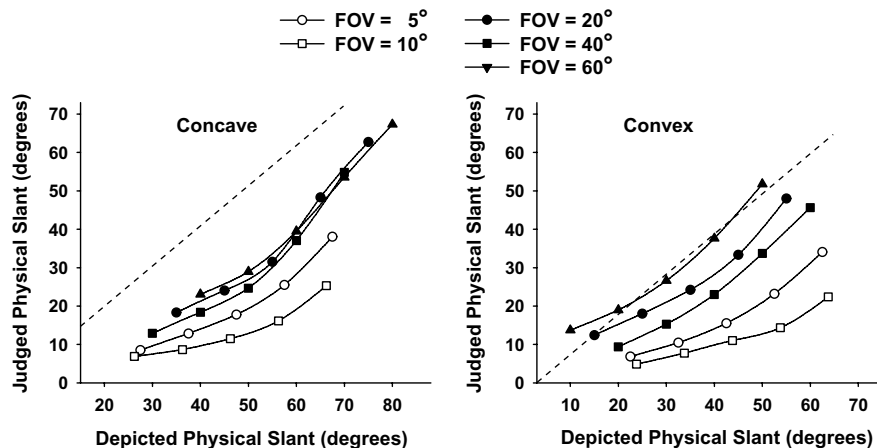 FOV = 5°
FOV = 10°
FOV = 20°
FOV = 40°
FOV = 60°
Concave
Judged Physical Slant (degrees)
70
60
50
40
30
20
10
0
20 30 40 50 60 70 80
Depicted Physical Slant (degrees)
Convex
Judged Physical Slant (degrees)
70
60
50
40
30
20
10
0
10 20 30 40 50 60 70
Depicted Physical Slant (degrees)